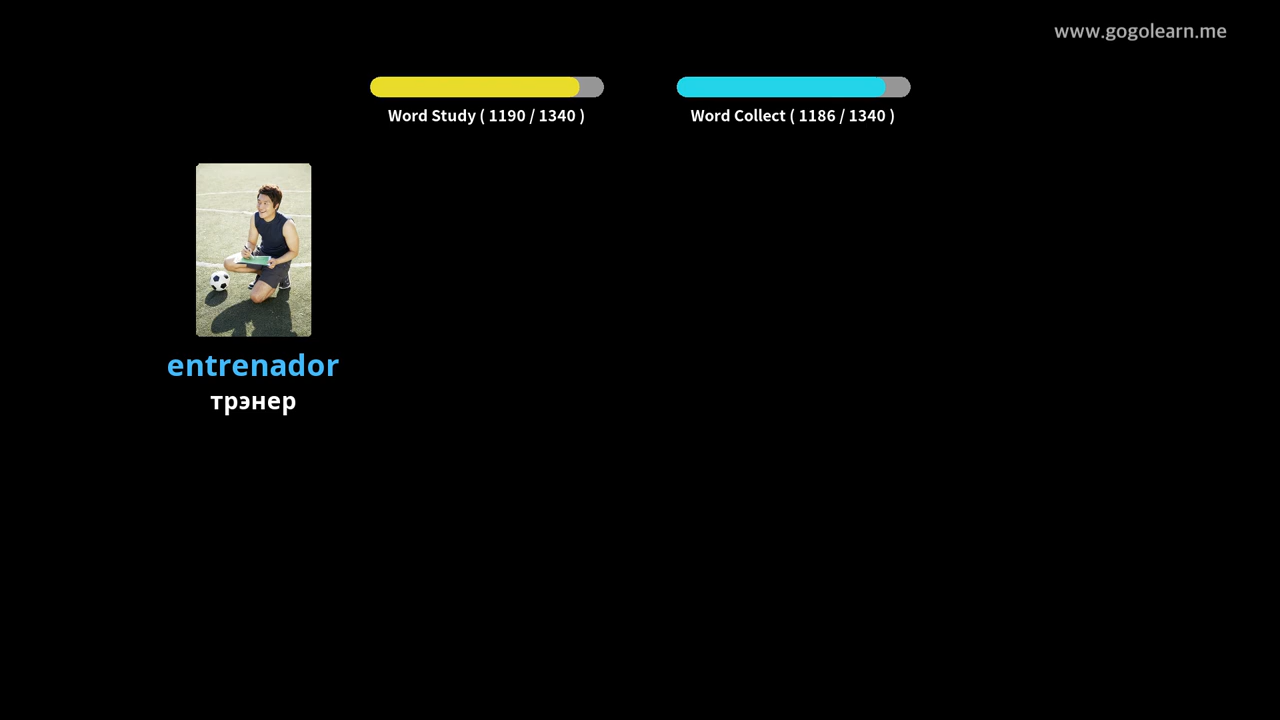 www.gogolearn.me
Word Study ( 1190 / 1340 )
Word Collect ( 1186 / 1340 )
entrenador
трэнер